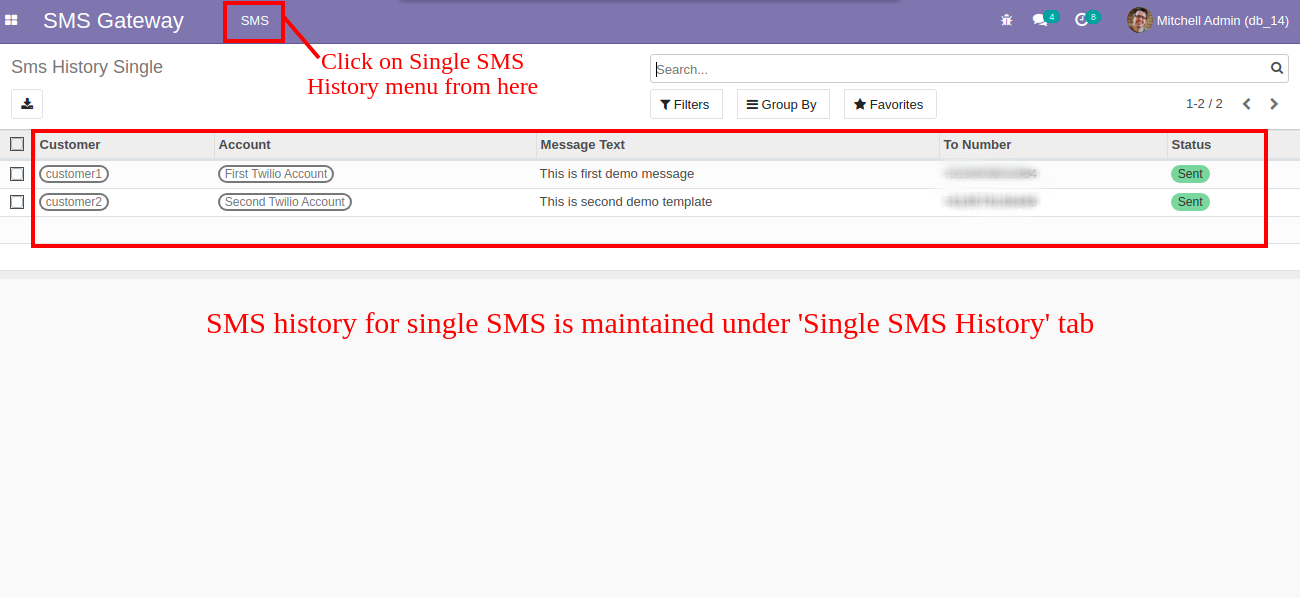 SMS Gateway
SMS
4
8
Mitchell Admin (db_14)
Click on Single SMS
History menu from here
Sms History Single
Search...
Filters
Group By
Favorites
1-2 / 2
Customer Account Message Text To Number Status
customer1 First Twilio Account This is first demo message Sent
customer2 Second Twilio Account This is second demo template Sent
SMS history for single SMS is maintained under 'Single SMS History' tab